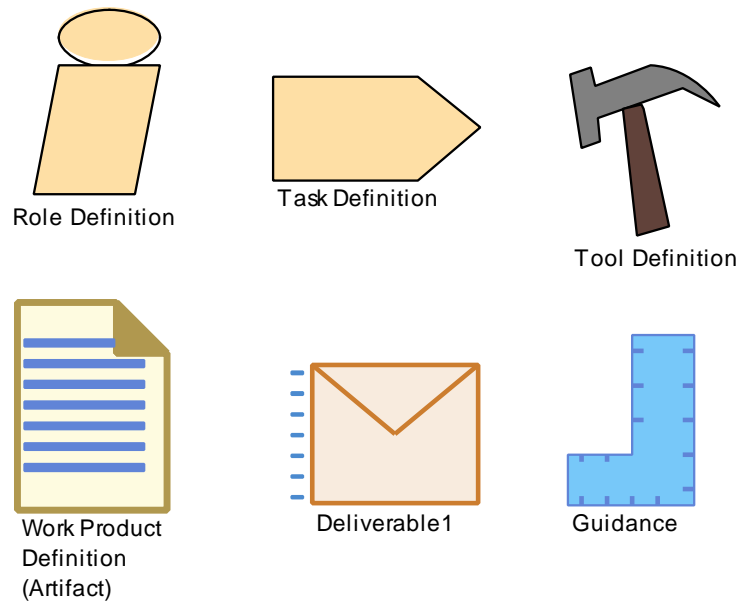 Role Definition
Task Definition
Tool Definition
Work Product
Definition
(Artifact)
Deliverable1
Guidance